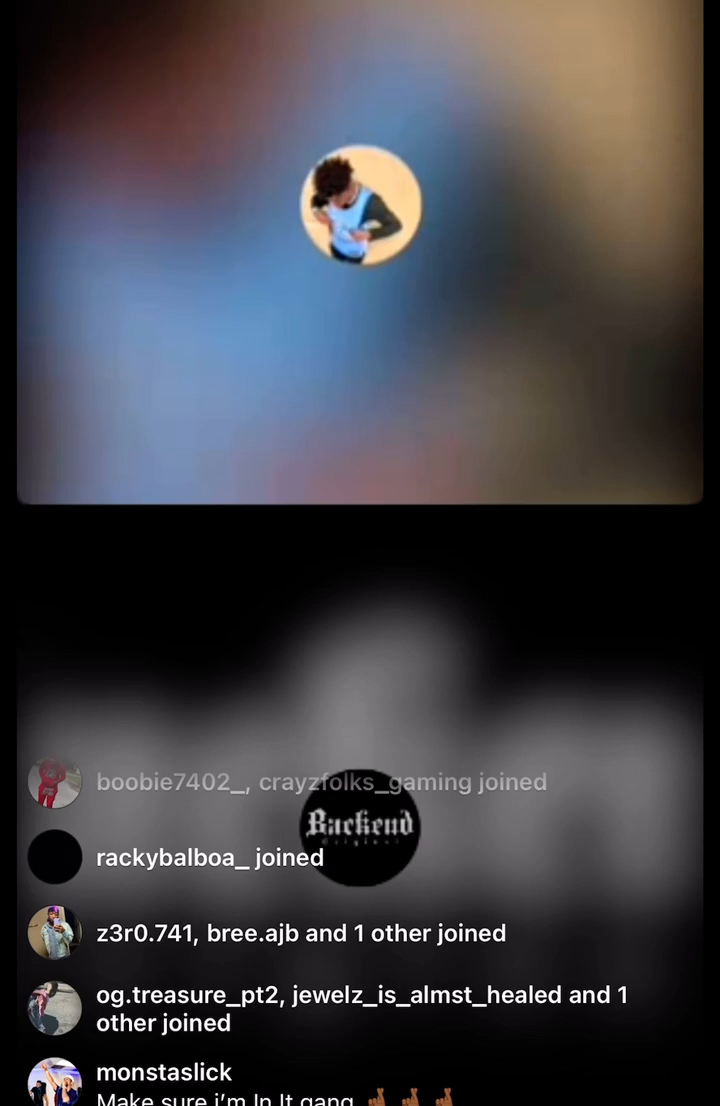 boobie7402_, crayzfolks_gaming joined
Backend
Original
rackybalboa_ joined
z3r0.741, bree.ajb and 1 other joined
og.treasure_pt2, jewelz_is_almst_healed and 1
other joined
monstaslick
Make sure i’m In It gang 🤞🏾🤞🏾🤞🏾